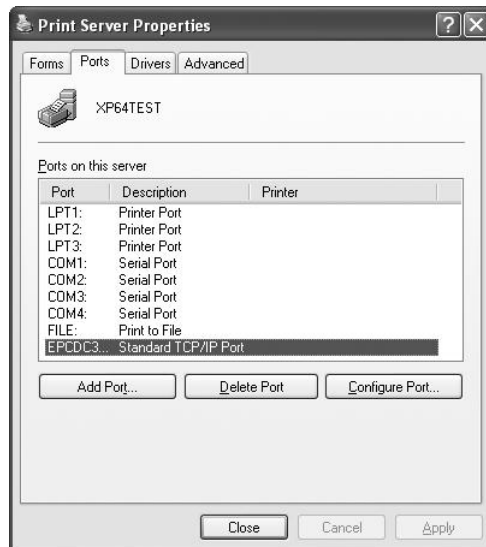 Print Server Properties
Forms Ports Drivers Advanced
XP64TEST
Ports on this server
Port Description Printer
LPT1: Printer Port
LPT2: Printer Port
LPT3: Printer Port
COM1: Serial Port
COM2: Serial Port
COM3: Serial Port
COM4: Serial Port
FILE: Print to File
EPCDC3... Standard TCP/IP Port
Add Port... Delete Port Configure Port...
Close Cancel Apply